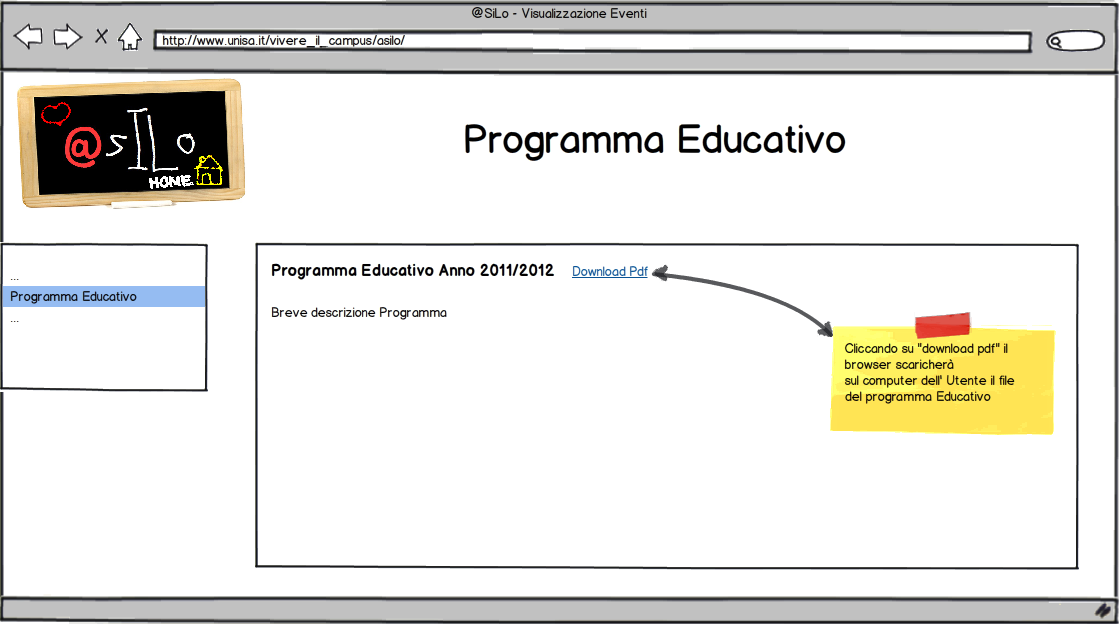 @SiLo - Visualizzazione Eventi
http://www.unisa.it/vivere_il_campus/asilo/
@sILo
HOME
Programma Educativo
...
Programma Educativo
...
Programma Educativo Anno 2011/2012 Download Pdf
Breve descrizione Programma
Cliccando su "download pdf" il
browser scaricherà
sul computer dell' Utente il file
del programma Educativo